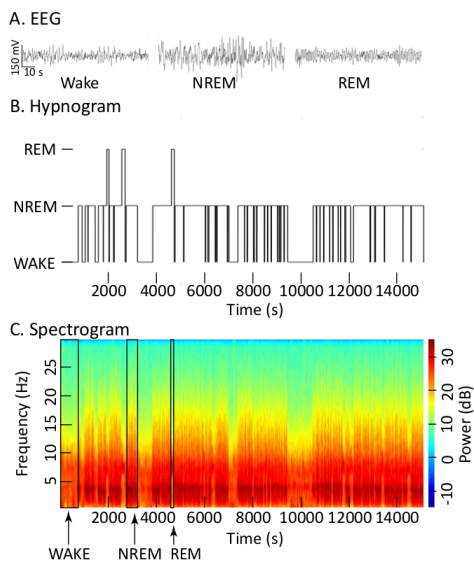 A. EEG
150 mV
10 s
Wake NREM REM
B. Hypnogram
REM
NREM
WAKE
2000 4000 6000 8000 10000 12000 14000
Time (s)
C. Spectrogram
Frequency (Hz)
25
20
15
10
5
30
20
10
0
-10
Power (dB)
2000 4000 6000 8000 10000 12000 14000
Time (s)
WAKE NREM REM